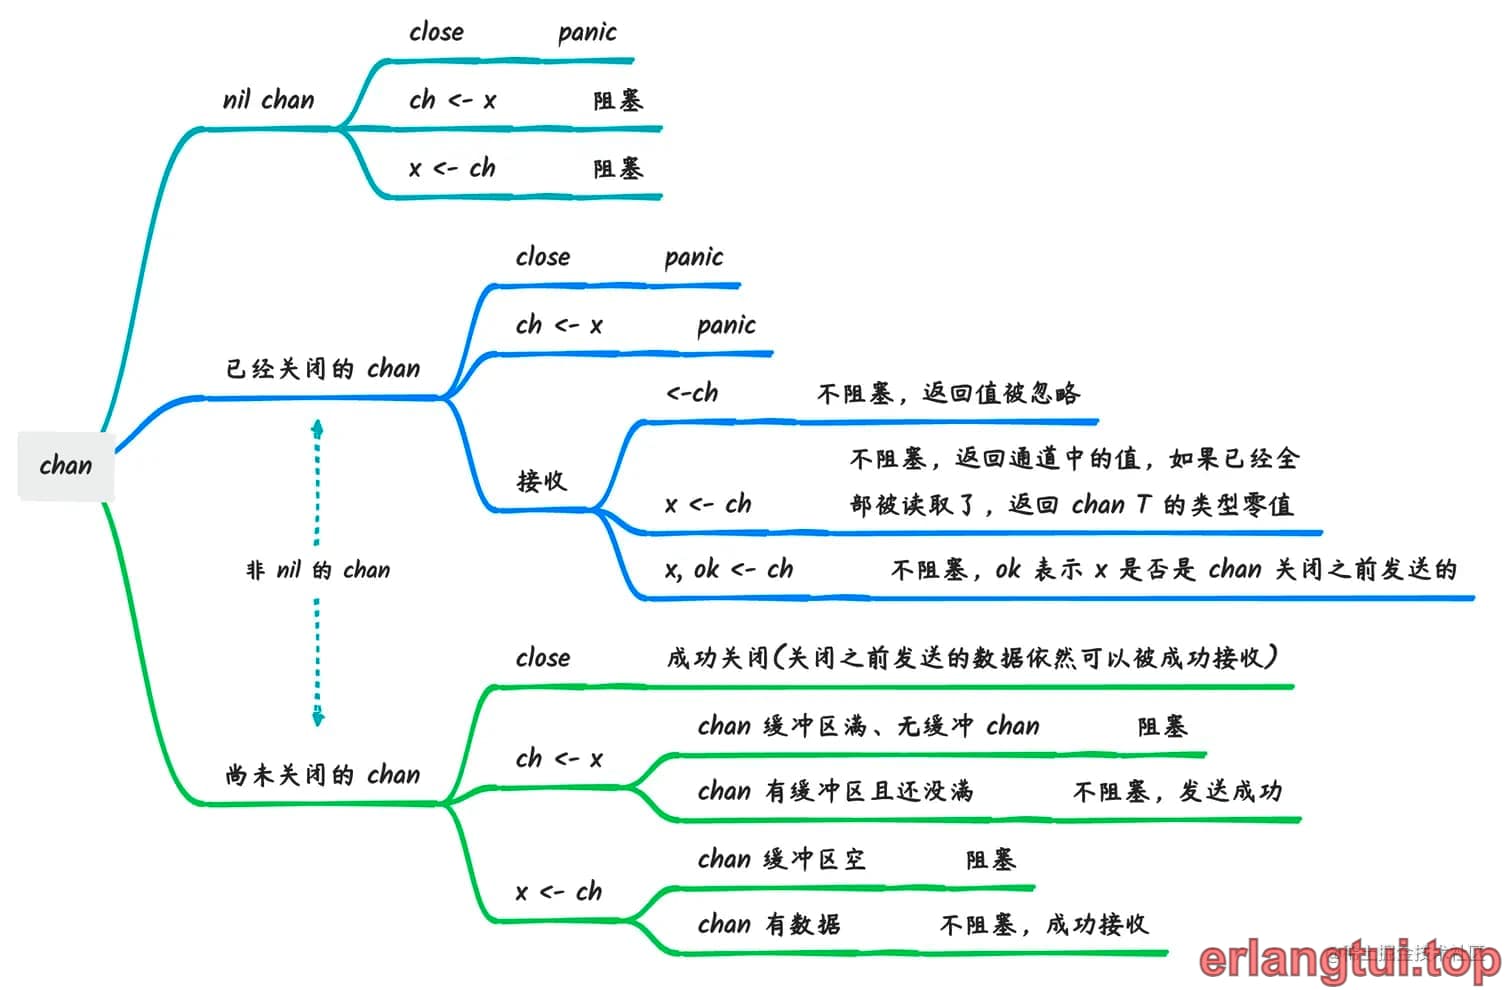 close panic
nil chan
ch <- x 阻塞
x <- ch 阻塞
close panic
ch <- x panic
已经关闭的 chan
<-ch 不阻塞，返回值被忽略
接收
不阻塞，返回通道中的值，如果已经全
x <- ch 部被读取了，返回 chan T 的类型零值
x, ok <- ch 不阻塞，ok 表示 x 是否是 chan 关闭之前发送的
chan
非 nil 的 chan
close 成功关闭(关闭之前发送的数据依然可以被成功接收)
chan 缓冲区满、无缓冲 chan 阻塞
ch <- x
尚未关闭的 chan
chan 有缓冲区且还没满 不阻塞，发送成功
chan 缓冲区空 阻塞
x <- ch
chan 有数据 不阻塞，成功接收
erlangtui.top